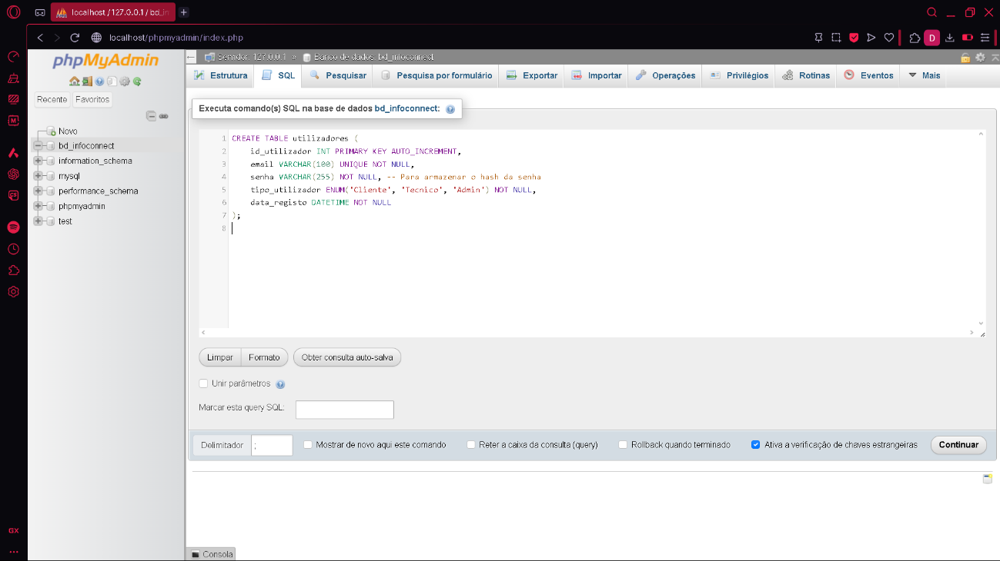 localhost / 127.0.0.1 / bd_in
localhost/phpmyadmin/index.php
D
phpMyAdmin
Recente Favoritos
Novo
bd_infoconnect
information_schema
mysql
performance_schema
phpmyadmin
test
Servidor: 127.0.0.1 » Banco de dados: bd_infoconnect
Estrutura SQL Pesquisar Pesquisa por formulário Exportar Importar Operações Privilégios Rotinas Eventos Mais
Executa comando(s) SQL na base de dados bd_infoconnect:
1 CREATE TABLE utilizadores (
2 id_utilizador INT PRIMARY KEY AUTO_INCREMENT,
3 email VARCHAR(100) UNIQUE NOT NULL,
4 senha VARCHAR(255) NOT NULL, -- Para armazenar o hash da senha
5 tipo_utilizador ENUM('Cliente', 'Tecnico', 'Admin') NOT NULL,
6 data_registo DATETIME NOT NULL
7 );
8
Limpar Formato Obter consulta auto-salva
Unir parâmetros
Marcar esta query SQL:
Delimitador ; Mostrar de novo aqui este comando Reter a caixa da consulta (query) Rollback quando terminado Ativa a verificação de chaves estrangeiras Continuar
GX
Consola